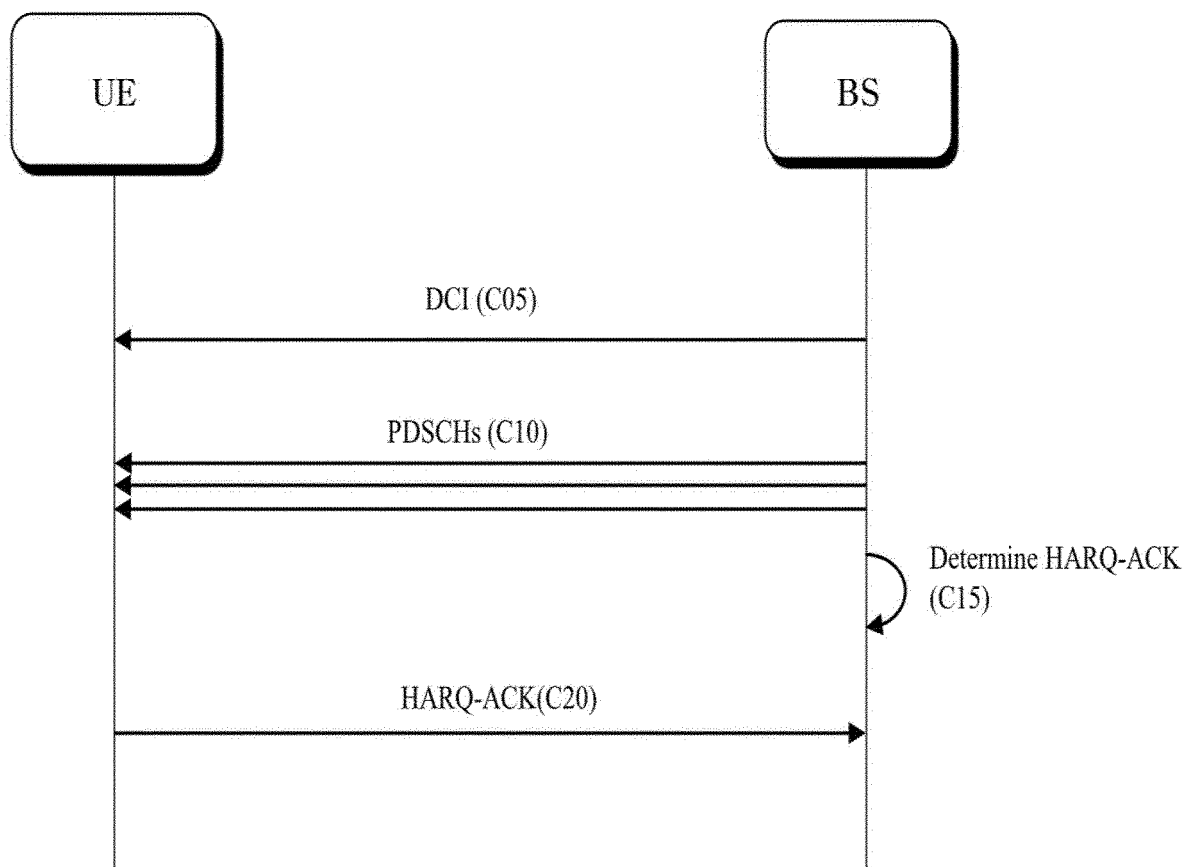 UE
BS
DCI (C05)
PDSCHs (C10)
Determine HARQ-ACK
(C15)
HARQ-ACK(C20)